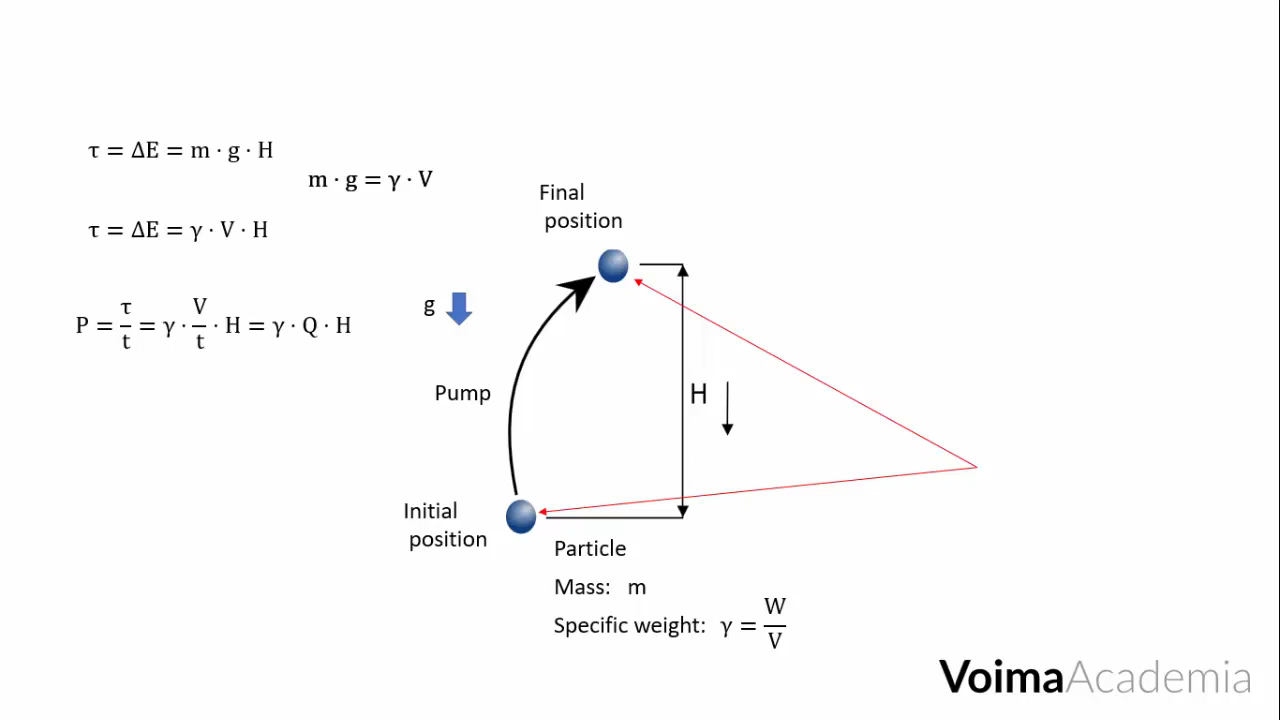 τ = ΔE = m · g · H
m · g = γ · V
τ = ΔE = γ · V · H
P = τ/t = γ · V/t · H = γ · Q · H
Final
position
g
Pump
H
Initial
position
Particle
Mass: m
Specific weight: γ = W/V
VoimaAcademia